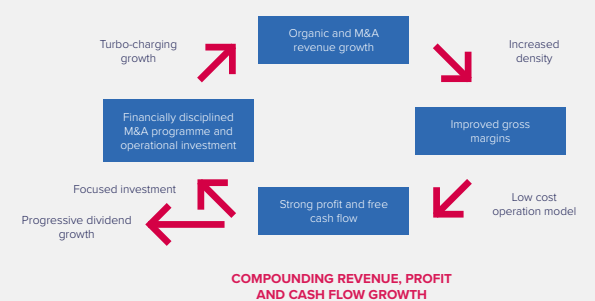 Organic and M&A
revenue growth
Turbo-charging
growth
Increased
density
Financially disciplined
M&A programme and
operational investment
Improved gross
margins
Focused investment
Strong profit and free
cash flow
Low cost
operation model
Progressive dividend
growth
COMPOUNDING REVENUE, PROFIT
AND CASH FLOW GROWTH